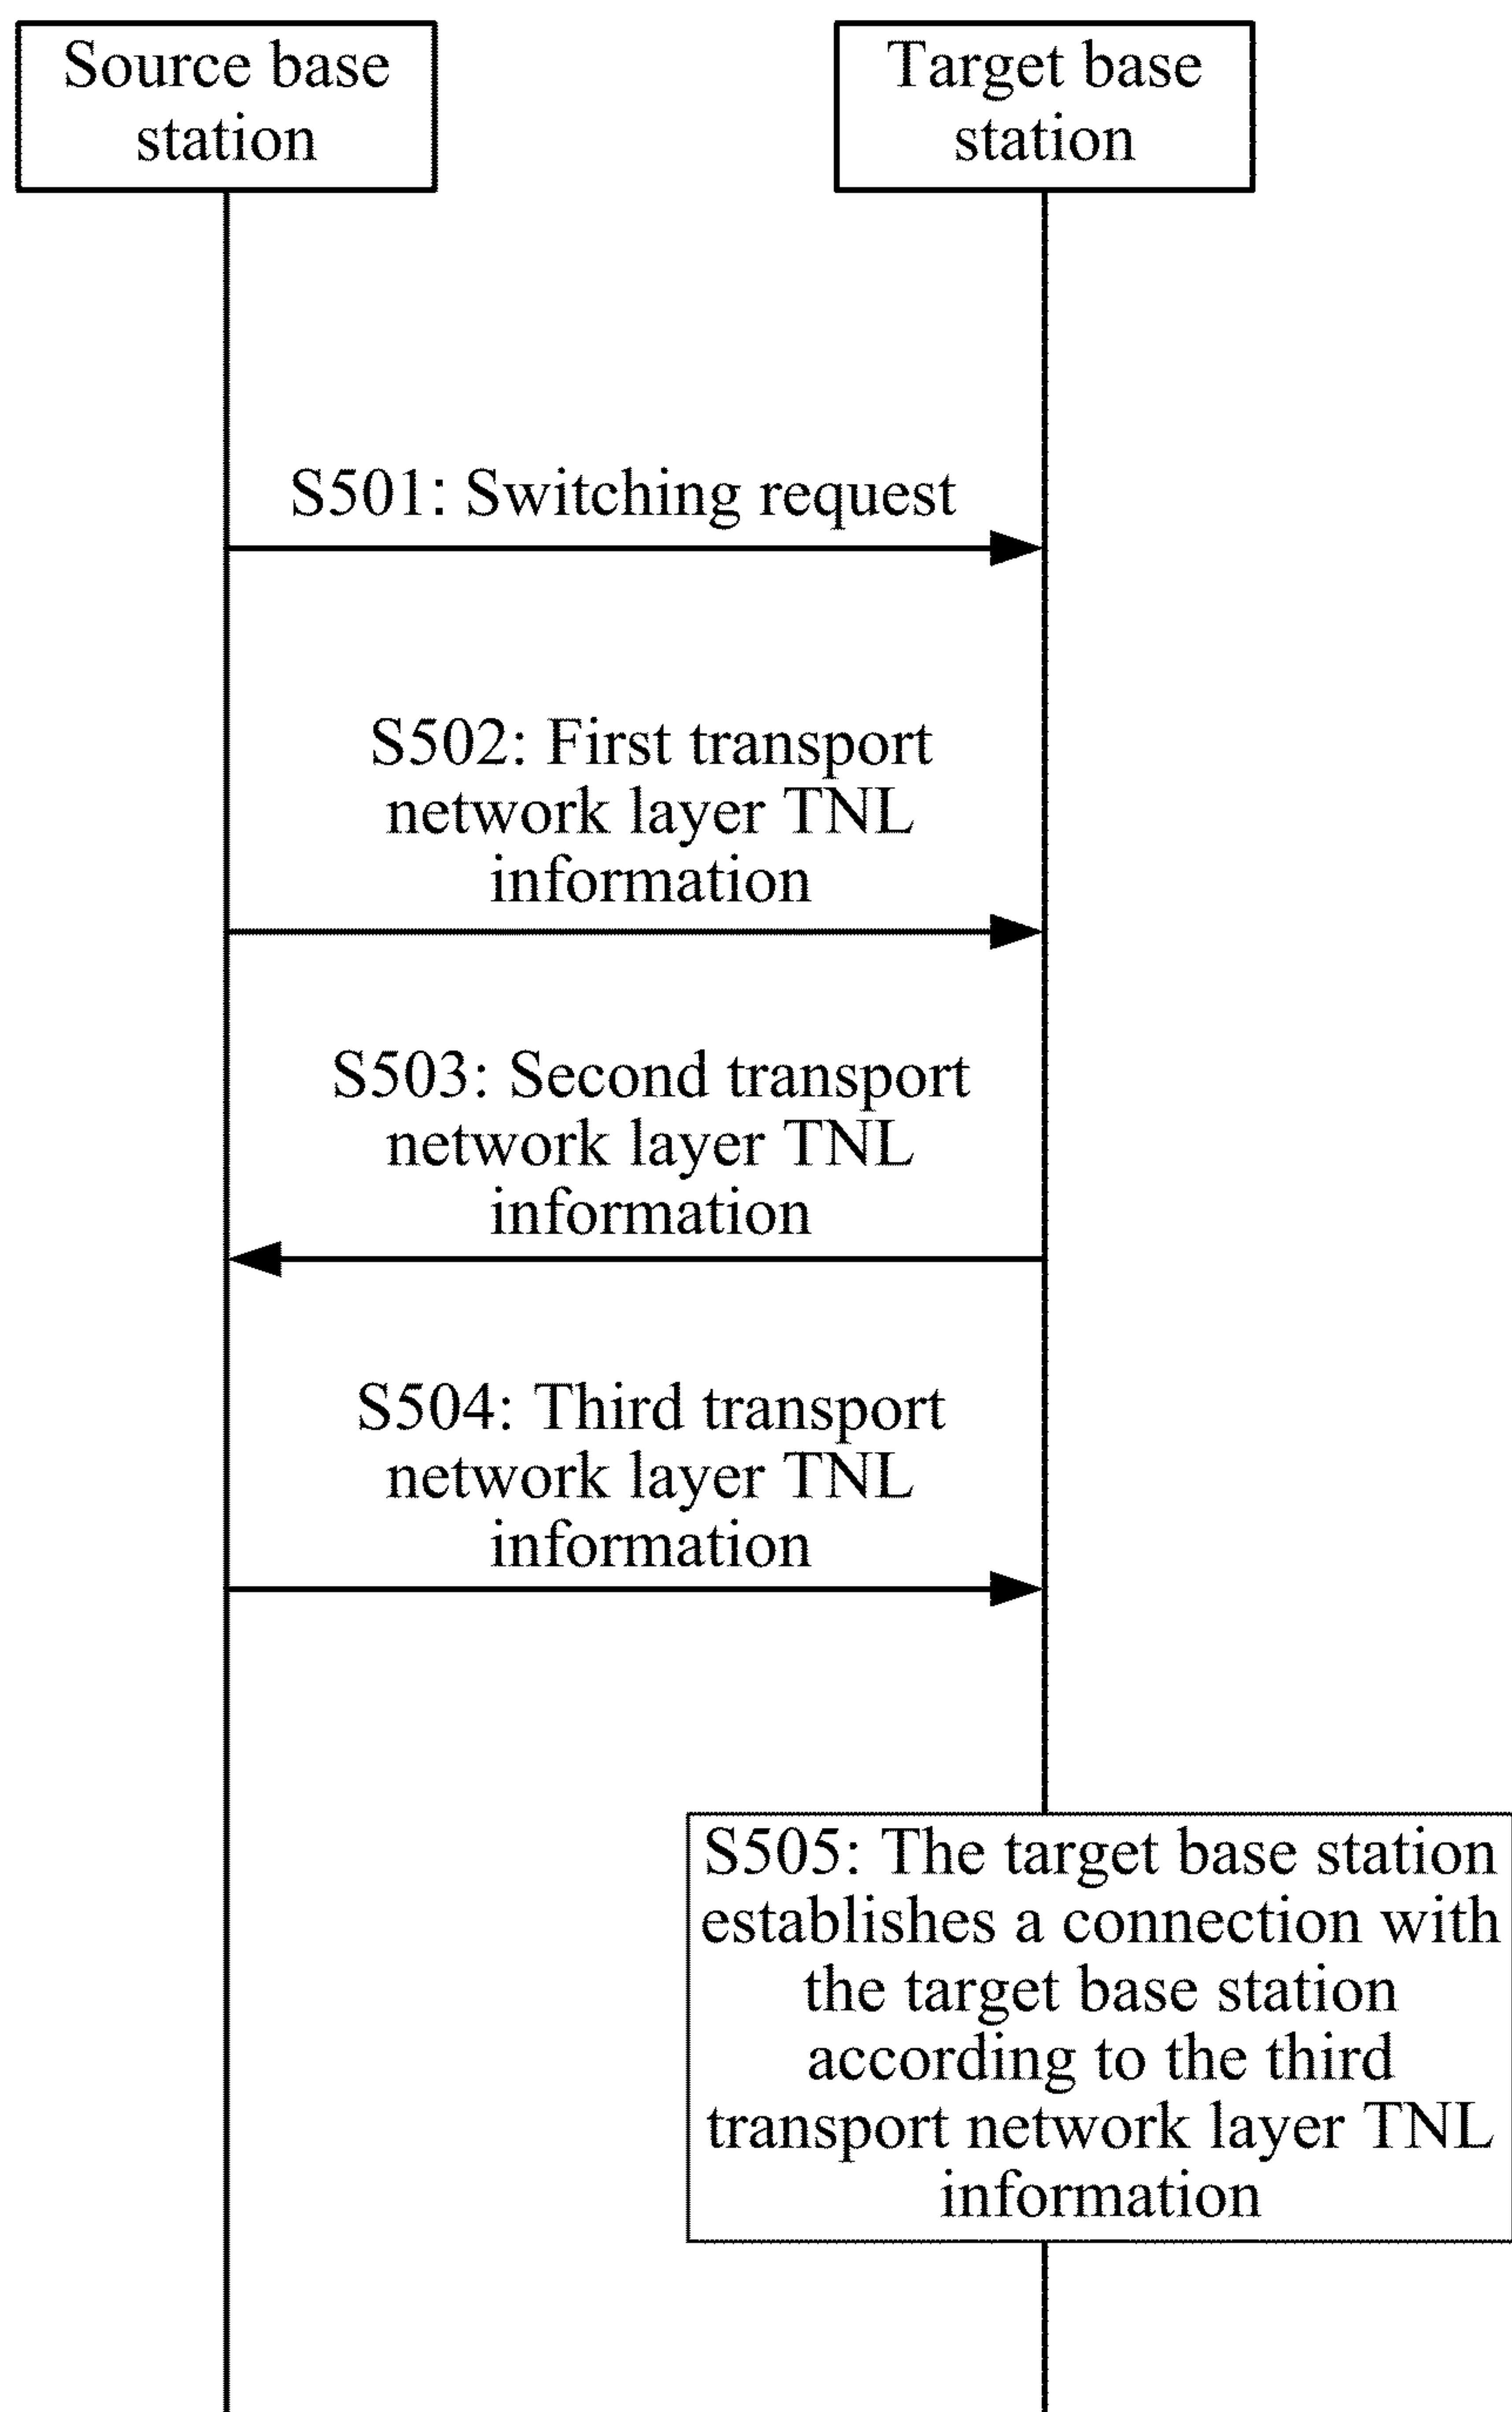 Source base
station
Target base
station
S501: Switching request
S502: First transport
network layer TNL
information
S503: Second transport
network layer TNL
information
S504: Third transport
network layer TNL
information
S505: The target base station
establishes a connection with
the target base station
according to the third
transport network layer TNL
information